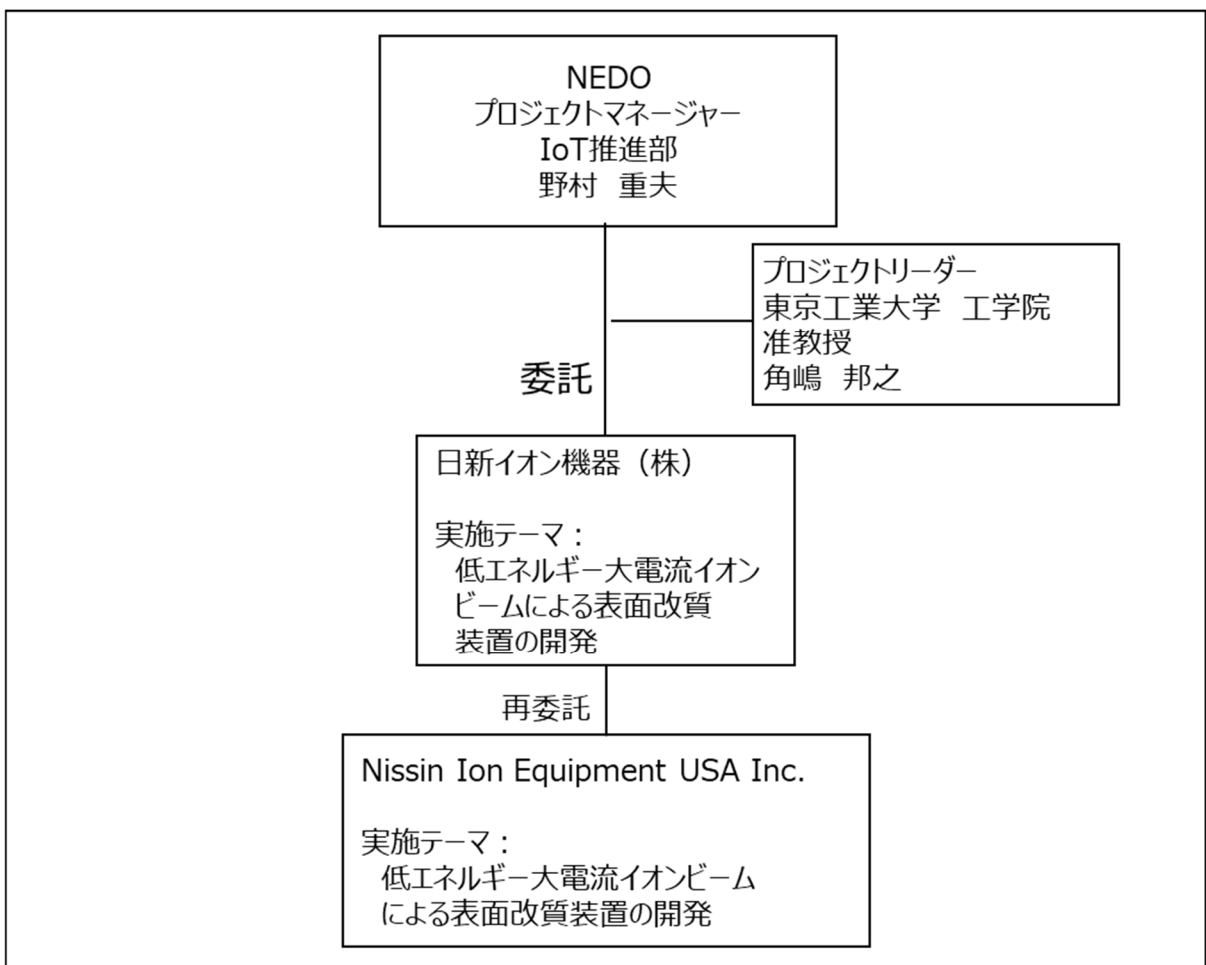 NEDO
プロジェクトマネージャー
IoT推進部
野村　重夫
プロジェクトリーダー
東京工業大学　工学院
准教授
角嶋　邦之
委託
日新イオン機器（株）
実施テーマ：
低エネルギー大電流イオン
ビームによる表面改質
装置の開発
再委託
Nissin Ion Equipment USA Inc.
実施テーマ：
低エネルギー大電流イオンビーム
による表面改質装置の開発